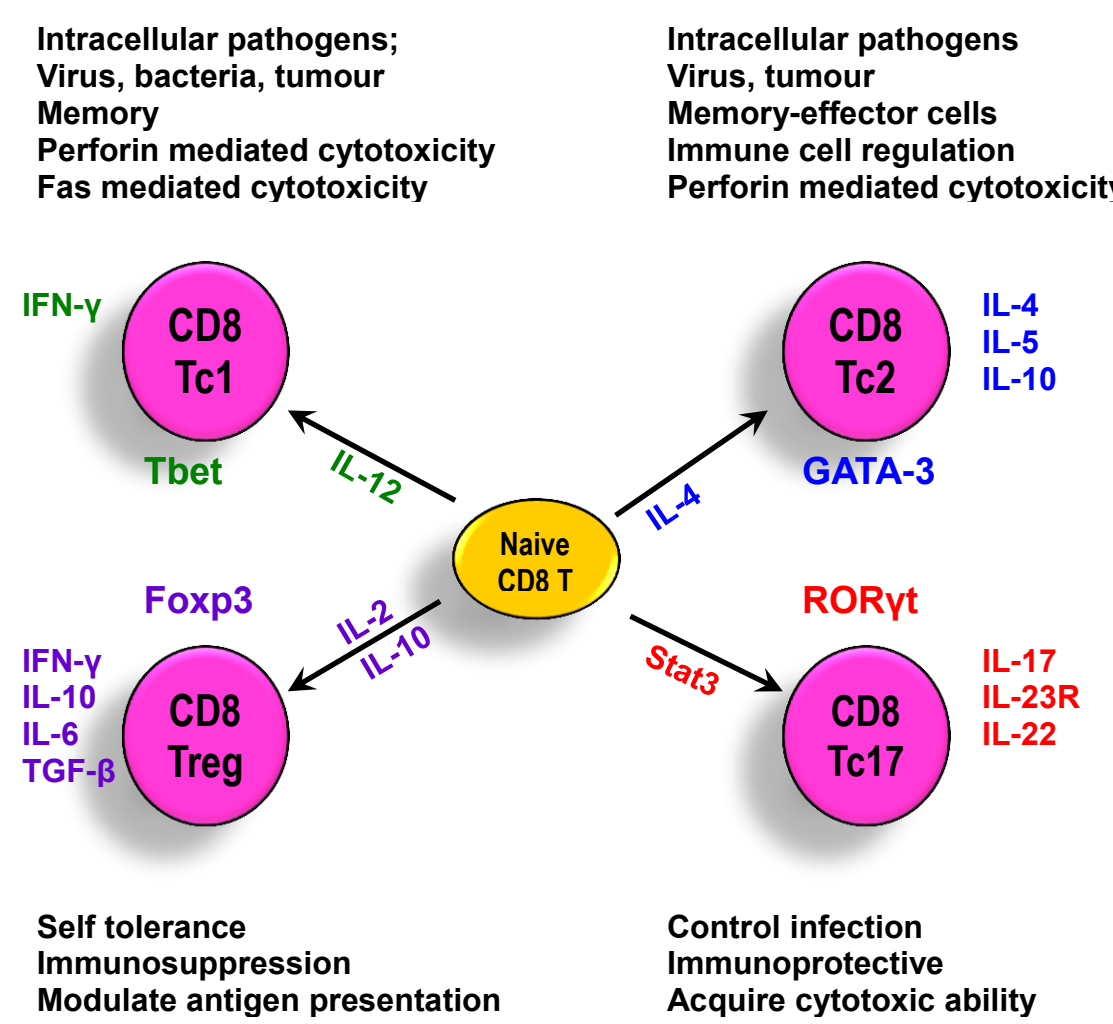 Intracellular pathogens;
Virus, bacteria, tumour
Memory
Perforin mediated cytotoxicity
Fas mediated cytotoxicity
Intracellular pathogens
Virus, tumour
Memory-effector cells
Immune cell regulation
Perforin mediated cytotoxicity
IFN-γ
CD8
Tc1
Tbet
IL-12
CD8
Tc2
IL-4
IL-5
IL-10
GATA-3
IL-4
Naive
CD8 T
Foxp3
IL-2
IL-10
IFN-γ
IL-10
IL-6
TGF-β
CD8
Treg
RORγt
Stat3
CD8
Tc17
IL-17
IL-23R
IL-22
Self tolerance
Immunosuppression
Modulate antigen presentation
Control infection
Immunoprotective
Acquire cytotoxic ability